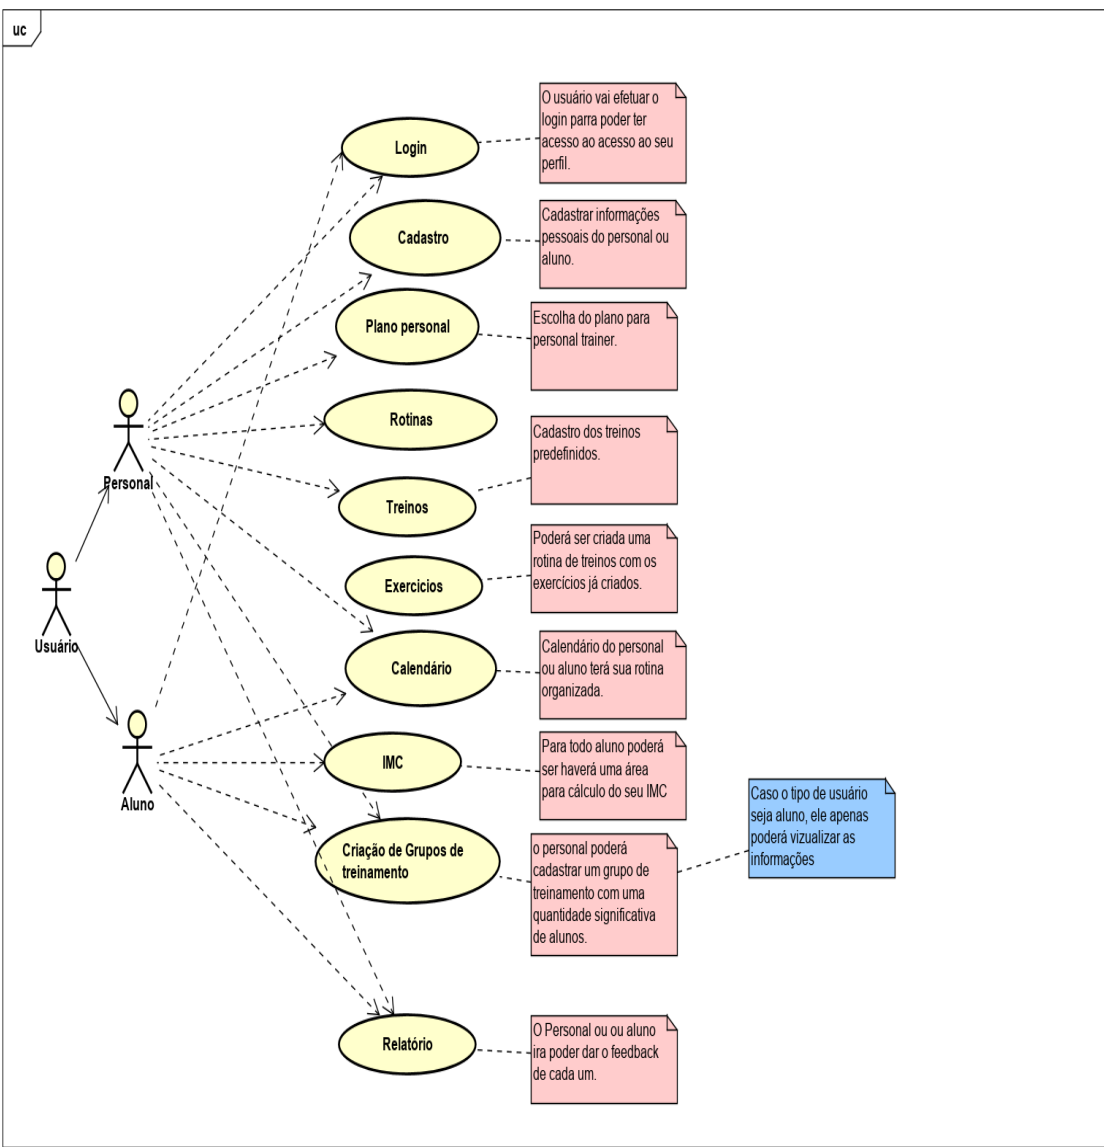 uc
O usuário vai efetuar o
login parra poder ter
acesso ao acesso ao seu
perfil.
Login
Cadastrar informações
pessoais do personal ou
aluno.
Cadastro
Escolha do plano para
personal trainer.
Plano personal
Rotinas
Cadastro dos treinos
predefinidos.
Personal
Treinos
Poderá ser criada uma
rotina de treinos com os
exercícios já criados.
Exercicios
Usuário
Calendário do personal
ou aluno terá sua rotina
organizada.
Calendário
Para todo aluno poderá
ser haverá uma área
para cálculo do seu IMC
IMC
Aluno
Caso o tipo de usuário
seja aluno, ele apenas
poderá vizualizar as
informações
Criação de Grupos de
treinamento
o personal poderá
cadastrar um grupo de
treinamento com uma
quantidade significativa
de alunos.
Relatório
O Personal ou ou aluno
ira poder dar o feedback
de cada um.